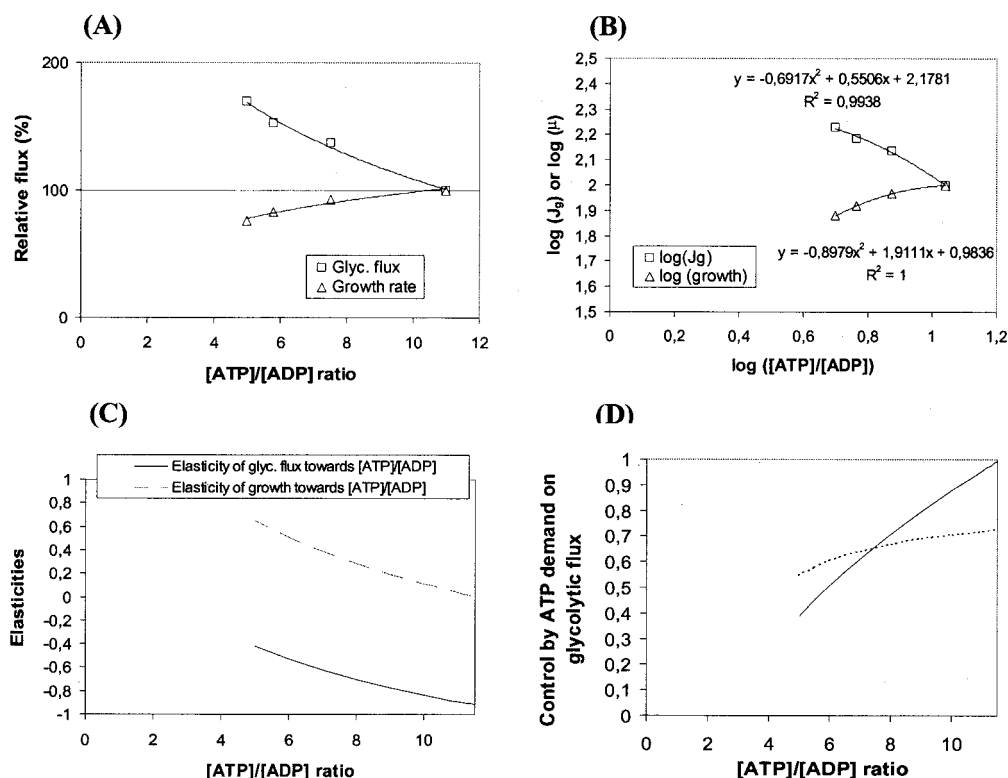 (A)
Relative flux (%)
200
100
0
0 2 4 6 8 10 12
Glyc. flux
Growth rate
[ATP]/[ADP] ratio
(B)
log (Jg) or log (μ)
2,5
2,4
2,3
2,2
2,1
2
1,9
1,8
1,7
1,6
1,5
y = -0,6917x² + 0,5506x + 2,1781
R² = 0,9938
y = -0,8979x² + 1,9111x + 0,9836
R² = 1
log(Jg)
log (growth)
0 0,2 0,4 0,6 0,8 1 1,2
log ([ATP]/[ADP])
(C)
Elasticity of glyc. flux towards [ATP]/[ADP]
Elasticity of growth towards [ATP]/[ADP]
Elasticities
1
0,8
0,6
0,4
0,2
0
-0,2
-0,4
-0,6
-0,8
-1
0 2 4 6 8 10
[ATP]/[ADP] ratio
(D)
Control by ATP demand on
glycolytic flux
1
0,9
0,8
0,7
0,6
0,5
0,4
0,3
0,2
0,1
0
0 2 4 6 8 10
[ATP]/[ADP] ratio